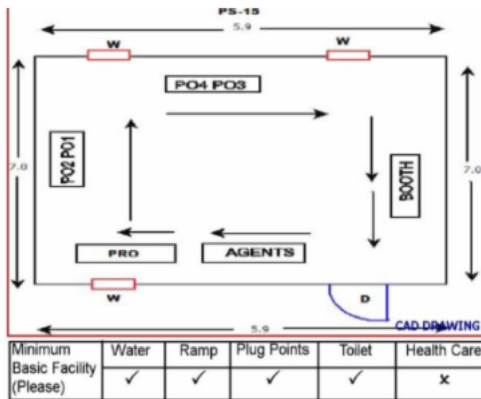 PS-15
5.9
W
W
PO4 PO3
7.0
PO2 PO1
BOOTH
7.0
PRO
AGENTS
W
D
5.9
CAD DRAWING
Minimum Basic Facility (Please) Water Ramp Plug Points Toilet Health Care
✓ ✓ ✓ ✓ x